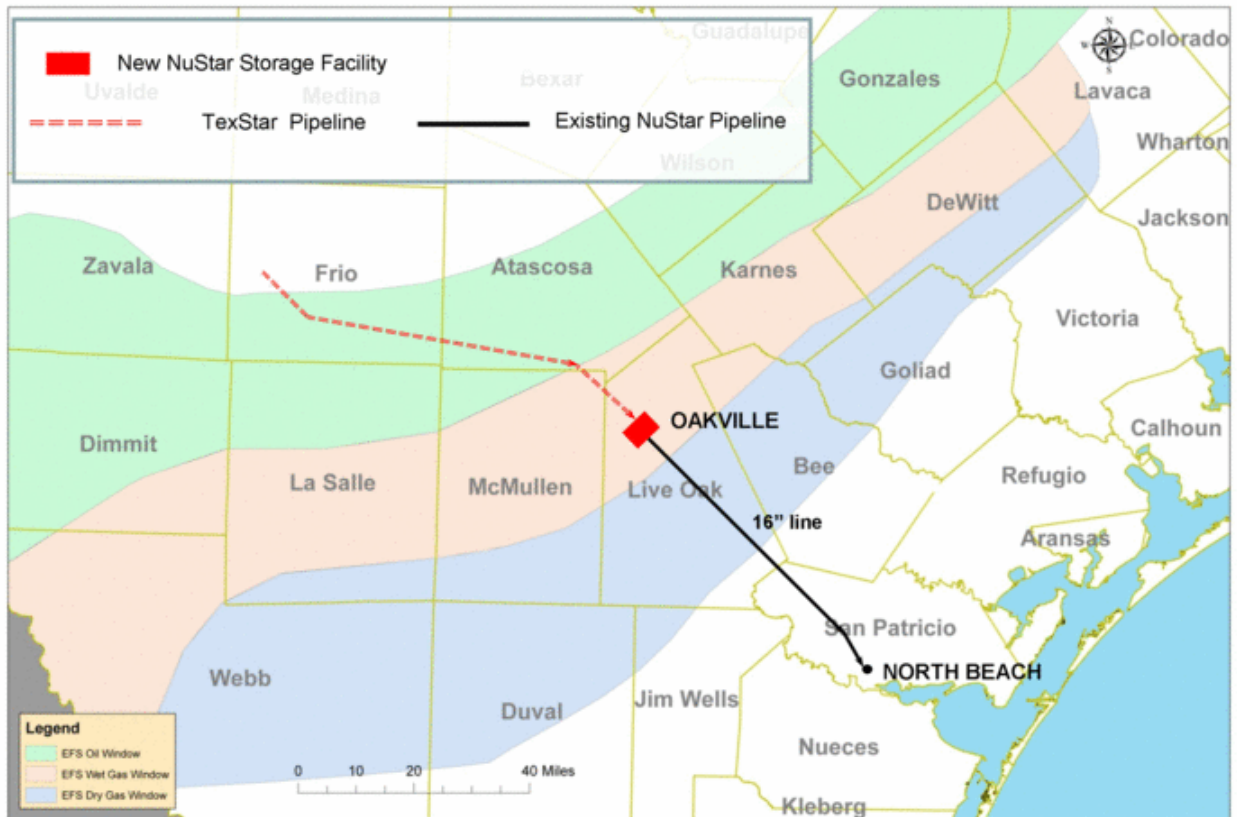 Guadalupe
Colorado
N
W
S
New NuStar Storage Facility
Bexar
Gonzales
Uvalde
Medina
Lavaca
TexStar Pipeline
Existing NuStar Pipeline
Wharton
Wilson
DeWitt
Jackson
Zavala
Frio
Atascosa
Karnes
Victoria
Goliad
OAKVILLE
Calhoun
Dimmit
Bee
Refugio
La Salle
McMullen
Live Oak
16” line
Aransas
San Patricio
NORTH BEACH
Webb
Jim Wells
Duval
Nueces
Kleberg
Legend
EFS Oil Window
EFS Wet Gas Window
EFS Dry Gas Window
0 10 20 40 Miles